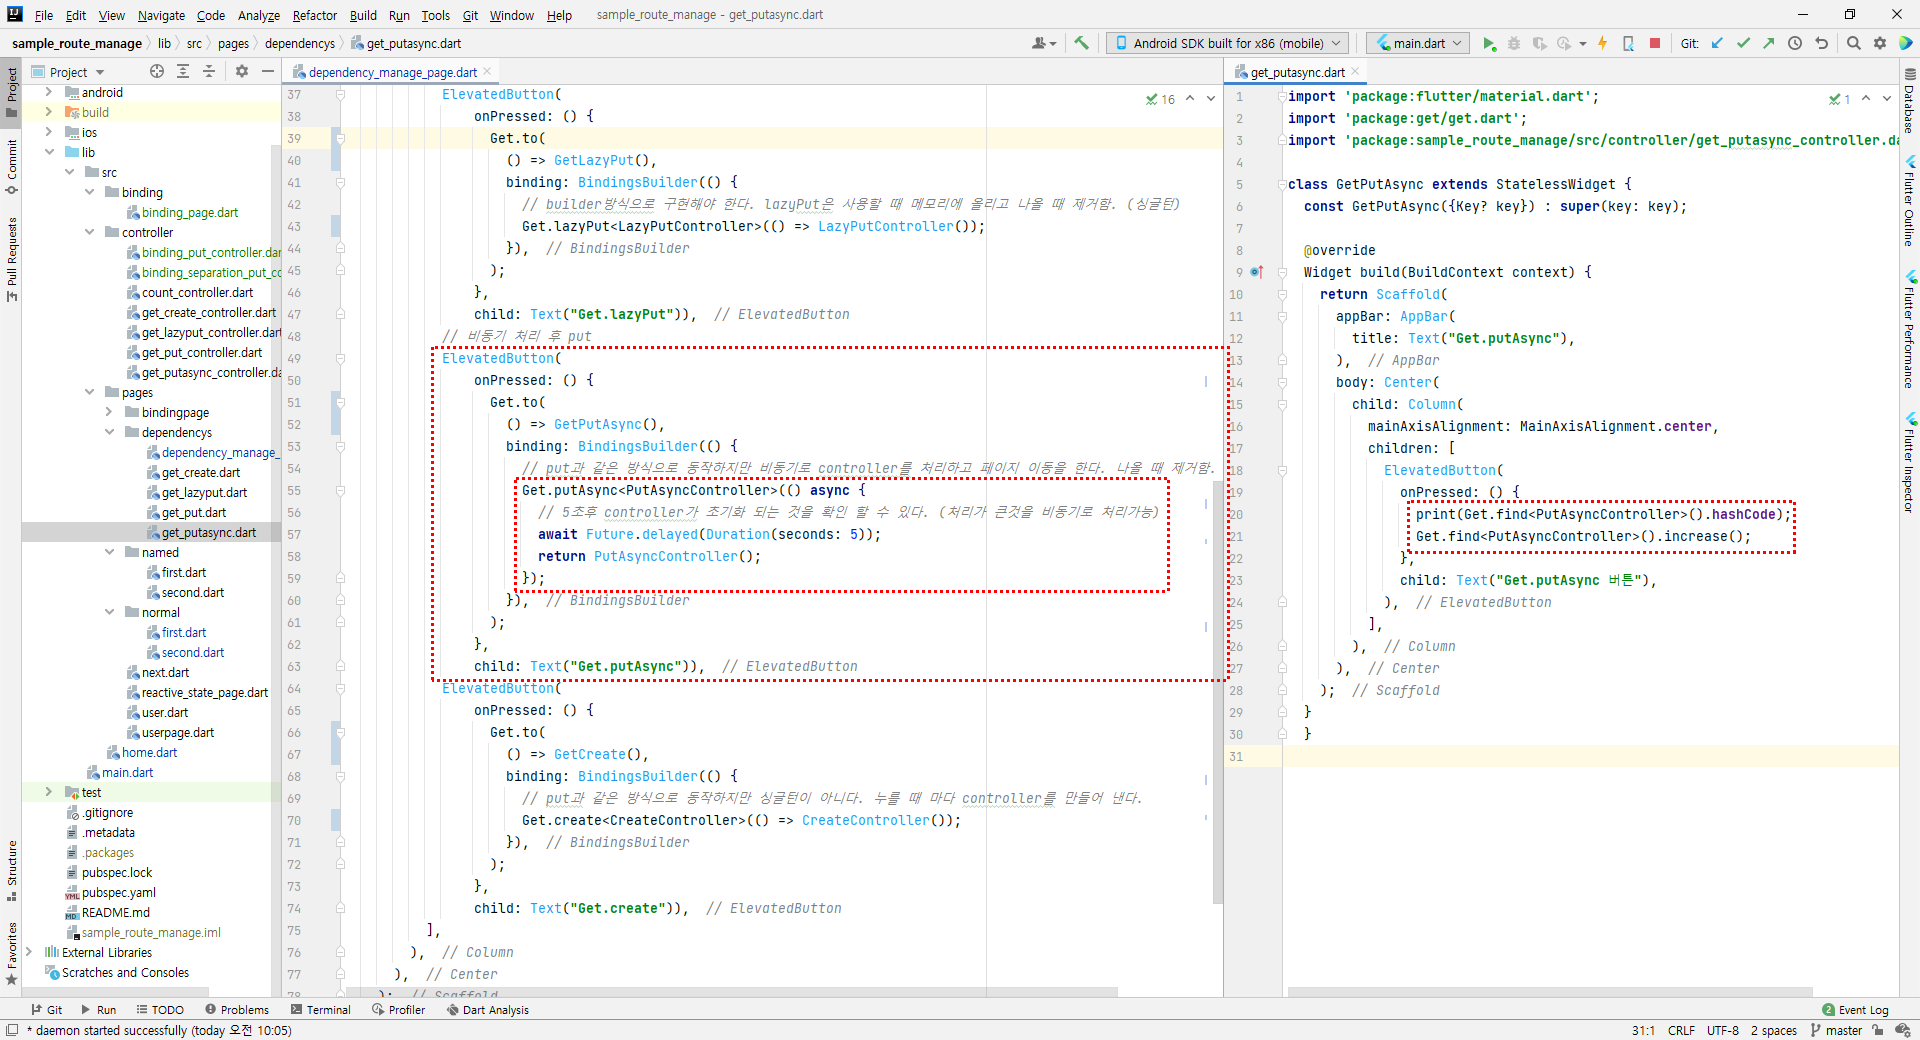 File Edit View Navigate Code Analyze Refactor Build Run Tools Git Window Help sample_route_manage - get_putasync.dart
sample_route_manage lib src pages dependencys get_putasync.dart
Android SDK built for x86 (mobile) main.dart Git:
Project
Commit
Pull Requests
Structure
Favorites
Project
android
build
ios
lib
src
binding
binding_page.dart
controller
binding_put_controller.dar
binding_separation_put_co
count_controller.dart
get_create_controller.dart
get_lazyput_controller.dart
get_put_controller.dart
get_putasync_controller.da
pages
bindingpage
dependencys
dependency_manage_
get_create.dart
get_lazyput.dart
get_put.dart
get_putasync.dart
named
first.dart
second.dart
normal
first.dart
second.dart
next.dart
reactive_state_page.dart
user.dart
userpage.dart
home.dart
main.dart
test
.gitignore
.metadata
.packages
pubspec.lock
pubspec.yaml
README.md
sample_route_manage.iml
External Libraries
Scratches and Consoles
dependency_manage_page.dart
16
37 ElevatedButton(
38 onPressed: () {
39 Get.to(
40 () => GetLazyPut(),
41 binding: BindingsBuilder(() {
42 // builder방식으로 구현해야 한다. lazyPut은 사용할 때 메모리에 올리고 나올 때 제거함. (싱글턴)
43 Get.lazyPut<LazyPutController>(() => LazyPutController());
44 }), // BindingsBuilder
45 );
46 },
47 child: Text("Get.lazyPut")), // ElevatedButton
48 // 비동기 처리 후 put
49 ElevatedButton(
50 onPressed: () {
51 Get.to(
52 () => GetPutAsync(),
53 binding: BindingsBuilder(() {
54 // put과 같은 방식으로 동작하지만 비동기로 controller를 처리하고 페이지 이동을 한다. 나올 때 제거함.
55 Get.putAsync<PutAsyncController>(() async {
56 // 5초후 controller가 초기화 되는 것을 확인 할 수 있다. (처리가 큰것을 비동기로 처리가능)
57 await Future.delayed(Duration(seconds: 5));
58 return PutAsyncController();
59 });
60 }), // BindingsBuilder
61 );
62 },
63 child: Text("Get.putAsync")), // ElevatedButton
64 ElevatedButton(
65 onPressed: () {
66 Get.to(
67 () => GetCreate(),
68 binding: BindingsBuilder(() {
69 // put과 같은 방식으로 동작하지만 싱글턴이 아니다. 누를 때 마다 controller를 만들어 낸다.
70 Get.create<CreateController>(() => CreateController());
71 }), // BindingsBuilder
72 );
73 },
74 child: Text("Get.create")), // ElevatedButton
75 ],
76 ), // Column
77 ), // Center
78 ); // Scaffold
get_putasync.dart
1
1 import 'package:flutter/material.dart';
2 import 'package:get/get.dart';
3 import 'package:sample_route_manage/src/controller/get_putasync_controller.da
4
5 class GetPutAsync extends StatelessWidget {
6 const GetPutAsync({Key? key}) : super(key: key);
7
8 @override
9 Widget build(BuildContext context) {
10 return Scaffold(
11 appBar: AppBar(
12 title: Text("Get.putAsync"),
13 ), // AppBar
14 body: Center(
15 child: Column(
16 mainAxisAlignment: MainAxisAlignment.center,
17 children: [
18 ElevatedButton(
19 onPressed: () {
20 print(Get.find<PutAsyncController>().hashCode);
21 Get.find<PutAsyncController>().increase();
22 },
23 child: Text("Get.putAsync 버튼"),
24 ), // ElevatedButton
25 ],
26 ), // Column
27 ), // Center
28 ); // Scaffold
29 }
30 }
31
Database
Flutter Outline
Flutter Performance
Flutter Inspector
Git Run TODO Problems Terminal Profiler Dart Analysis 2 Event Log
* daemon started successfully (today 오전 10:05) 31:1 CRLF UTF-8 2 spaces master